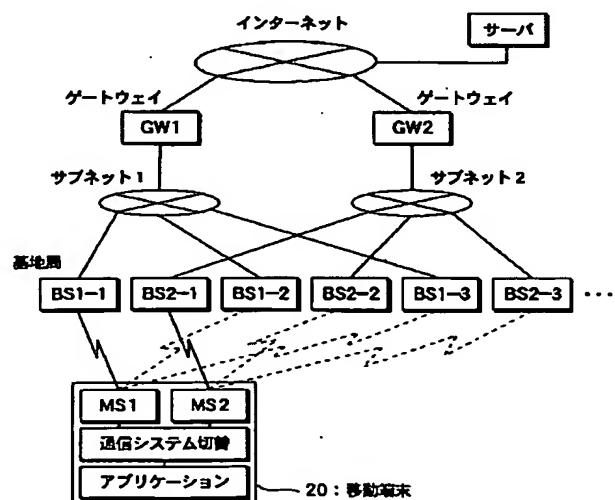 インターネット
サーバ
ゲートウェイ
ゲートウェイ
GW1
GW2
サブネット1
サブネット2
基地局
BS1-1
BS2-1
BS1-2
BS2-2
BS1-3
BS2-3
...
MS1
MS2
通信システム切替
アプリケーション
20:移動端末